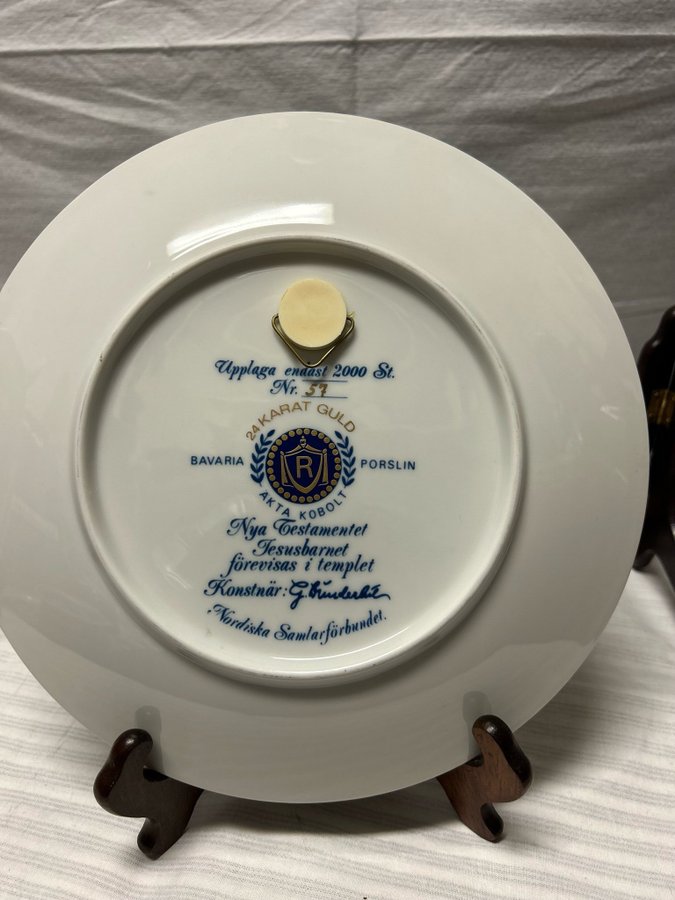 Upplaga endast 2000 St.
Nr. 57
24 KARAT GULD
BAVARIA R PORSLIN
AKTA KOBOLT
Nya Testamentet
Jesusbarnet
förevisas i templet
Konstnär:
Nordiska Samlarförbundet.